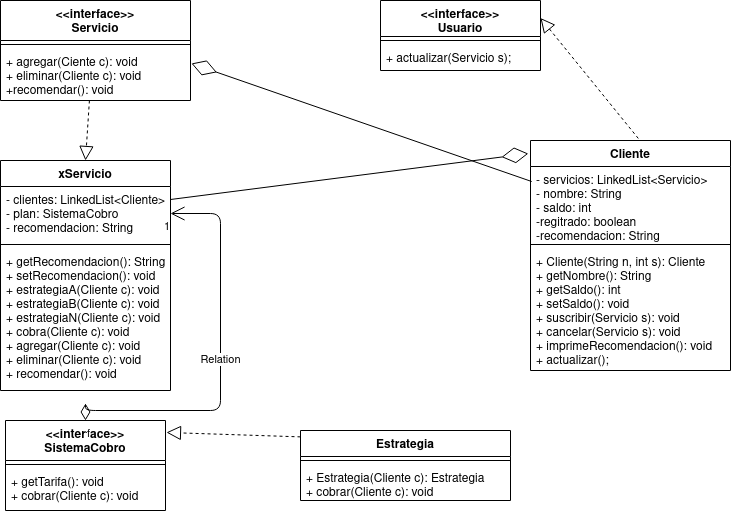 <<interface>>
Servicio
+ agregar(Ciente c): void
+ eliminar(Cliente c): void
+recomendar(): void
<<interface>>
Usuario
+ actualizar(Servicio s);
xServicio
- clientes: LinkedList<Cliente>
- plan: SistemaCobro
- recomendacion: String
1
+ getRecomendacion(): String
+ setRecomendacion(): void
+ estrategiaA(Cliente c): void
+ estrategiaB(Cliente c): void
+ estrategiaN(Cliente c): void
+ cobra(Cliente c): void
+ agregar(Cliente c): void
+ eliminar(Cliente c): void
+ recomendar(): void
Cliente
- servicios: LinkedList<Servicio>
- nombre: String
- saldo: int
-regitrado: boolean
-recomendacion: String
+ Cliente(String n, int s): Cliente
+ getNombre(): String
+ getSaldo(): int
+ setSaldo(): void
+ suscribir(Servicio s): void
+ cancelar(Servicio s): void
+ imprimeRecomendacion(): void
+ actualizar();
Relation
<<interface>>
SistemaCobro
+ getTarifa(): void
+ cobrar(Cliente c): void
Estrategia
+ Estrategia(Cliente c): Estrategia
+ cobrar(Cliente c): void